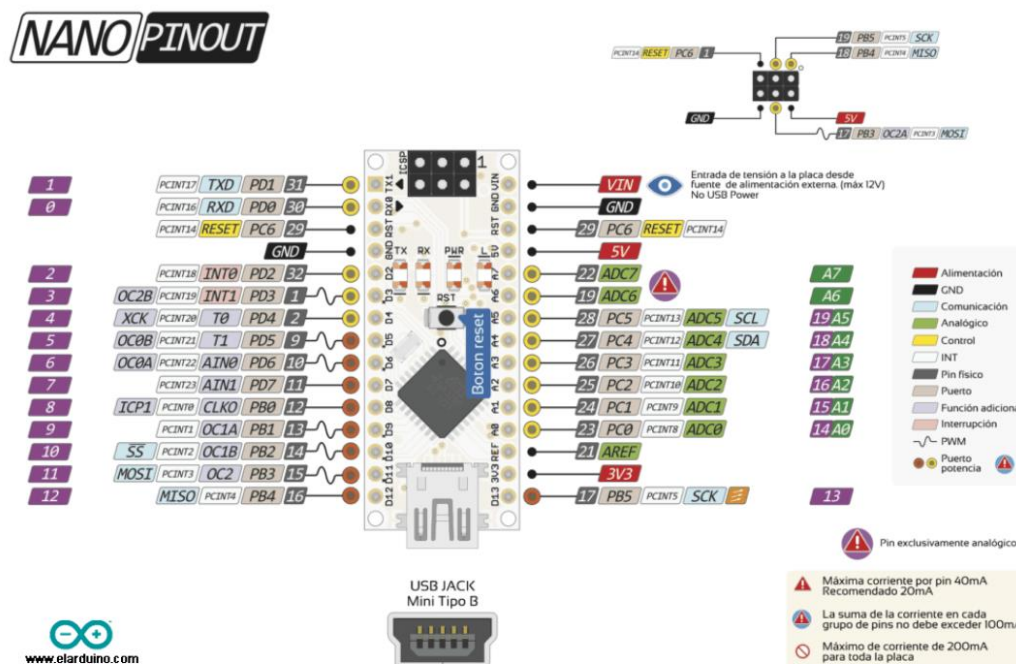 NANO PINOUT
19 PB5 PCINT5 SCK
PCINT14 RESET PC6 1 18 PB4 PCINT4 MISO
GND 5V
17 PB3 OC2A PCINT3 MOSI
ICSP 1
1 PCINT17 TXD PD1 31 TX1 VIN VIN
Entrada de tensión a la placa desde
fuente de alimentación externa. (máx 12V)
No USB Power
0 PCINT16 RXD PD0 30 RX0 GND GND
PCINT14 RESET PC6 29 RST RST 29 PC6 RESET PCINT14
GND GND TX RX PWR L 5V 5V
2 PCINT18 INT0 PD2 32 D2 A7 22 ADC7 A7
3 OC2B PCINT19 INT1 PD3 1 D3 RST A6 19 ADC6 A6
4 XCK PCINT20 T0 PD4 2 D4 A5 28 PC5 PCINT13 ADC5 SCL 19 A5
5 OC0B PCINT21 T1 PD5 9 D5 A4 27 PC4 PCINT12 ADC4 SDA 18 A4
6 OC0A PCINT22 AIN0 PD6 10 D6 A3 26 PC3 PCINT11 ADC3 17 A3
7 PCINT23 AIN1 PD7 11 D7 A2 25 PC2 PCINT10 ADC2 16 A2
8 ICP1 PCINT0 CLKO PB0 12 D8 A1 24 PC1 PCINT9 ADC1 15 A1
9 PCINT1 OC1A PB1 13 D9 A0 23 PC0 PCINT8 ADC0 14 A0
10 SS PCINT2 OC1B PB2 14 D10 REF 21 AREF
11 MOSI PCINT3 OC2 PB3 15 D11 3V3 3V3
12 MISO PCINT4 PB4 16 D12 D13 17 PB5 PCINT5 SCK 13
Boton reset
Alimentación
GND
Comunicación
Analógico
Control
INT
Pin físico
Puerto
Función adiciona
Interrupción
PWM
Puerto
potencia
Pin exclusivamente analógico
Máxima corriente por pin 40mA
Recomendado 20mA
La suma de la corriente en cada
grupo de pins no debe exceder 100m
Máximo de corriente de 200mA
para toda la placa
USB JACK
Mini Tipo B
www.elarduino.com